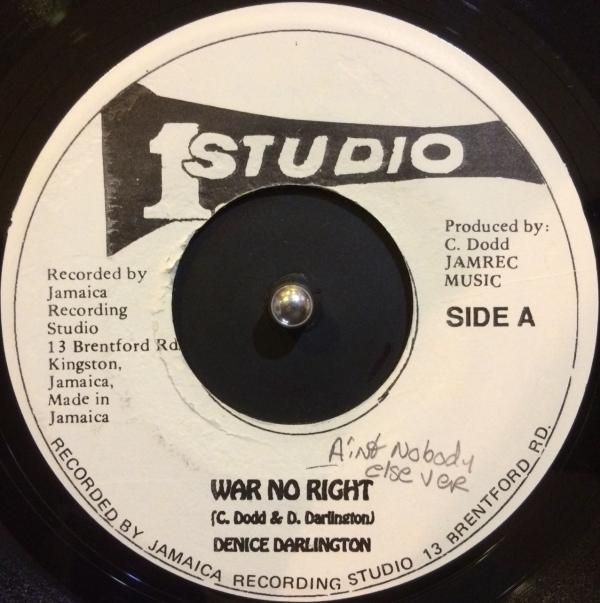 1 STUDIO
Produced by:
C. Dodd
JAMREC
MUSIC
SIDE A
Recorded by
Jamaica
Recording
Studio
13 Brentford Rd
Kingston,
Jamaica,
Made in
Jamaica
Ain't Nobody
else ver
WAR NO RIGHT
(C. Dodd & D. Darlington)
DENICE DARLINGTON
RECORDED BY JAMAICA RECORDING STUDIO 13 BRENTFORD RD.